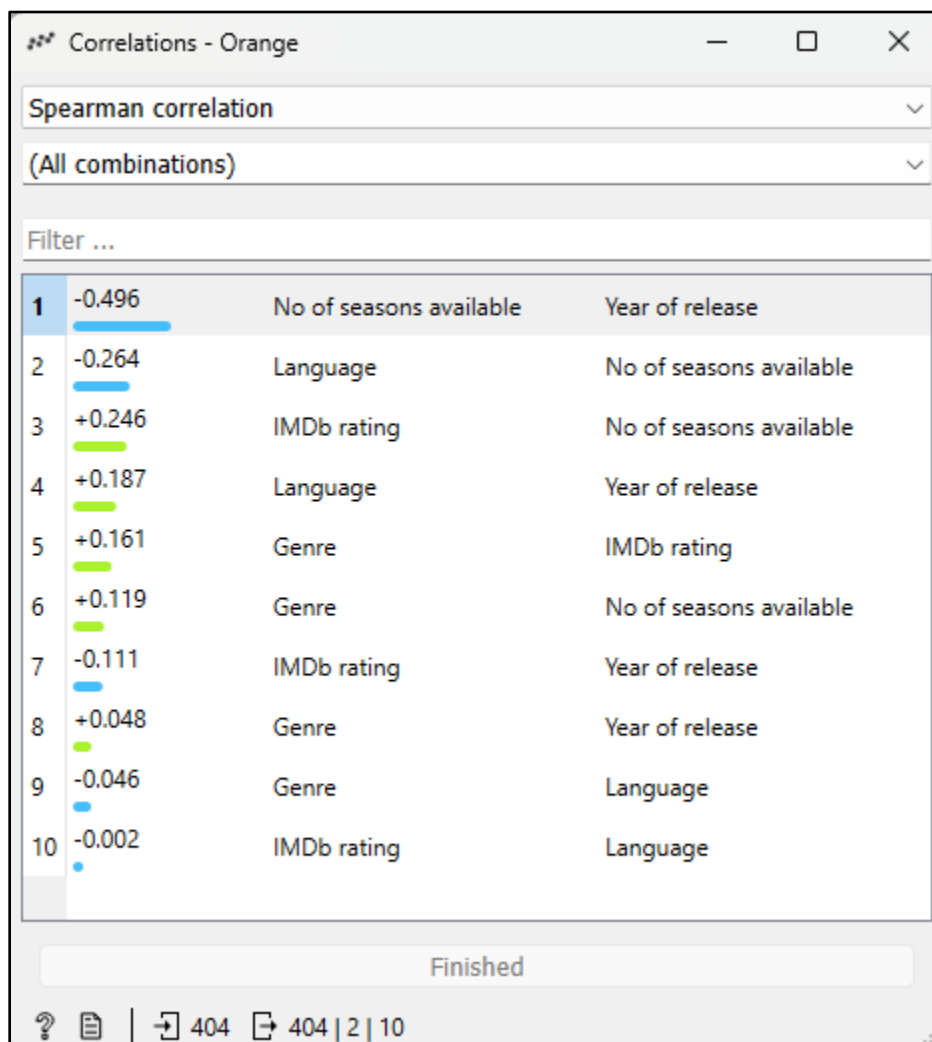 Correlations - Orange
Spearman correlation
(All combinations)
Filter ...
1 -0.496 No of seasons available Year of release
2 -0.264 Language No of seasons available
3 +0.246 IMDb rating No of seasons available
4 +0.187 Language Year of release
5 +0.161 Genre IMDb rating
6 +0.119 Genre No of seasons available
7 -0.111 IMDb rating Year of release
8 +0.048 Genre Year of release
9 -0.046 Genre Language
10 -0.002 IMDb rating Language
Finished
? | 404 404 | 2 | 10